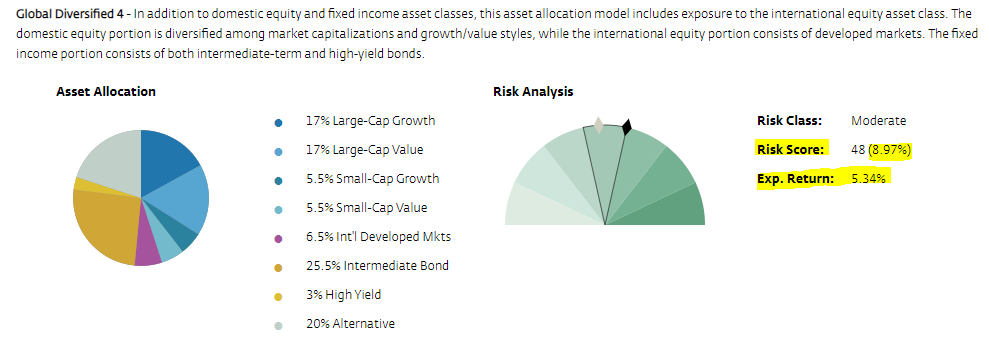 Global Diversified 4 - In addition to domestic equity and fixed income asset classes, this asset allocation model includes exposure to the international equity asset class. The
domestic equity portion is diversified among market capitalizations and growth/value styles, while the international equity portion consists of developed markets. The fixed
income portion consists of both intermediate-term and high-yield bonds.
Asset Allocation
17% Large-Cap Growth
17% Large-Cap Value
5.5% Small-Cap Growth
5.5% Small-Cap Value
6.5% Int'l Developed Mkts
25.5% Intermediate Bond
3% High Yield
20% Alternative
Risk Analysis
Risk Class: Moderate
Risk Score: 48 (8.97%)
Exp. Return: 5.34%